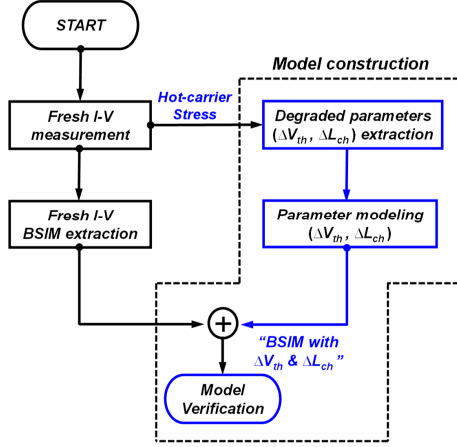 START
Model construction
Hot-carrier
Stress
Fresh I-V
measurement
Degraded parameters
(ΔVth, ΔLch) extraction
Fresh I-V
BSIM extraction
Parameter modeling
(ΔVth, ΔLch)
+
“BSIM with
ΔVth & ΔLch”
Model
Verification